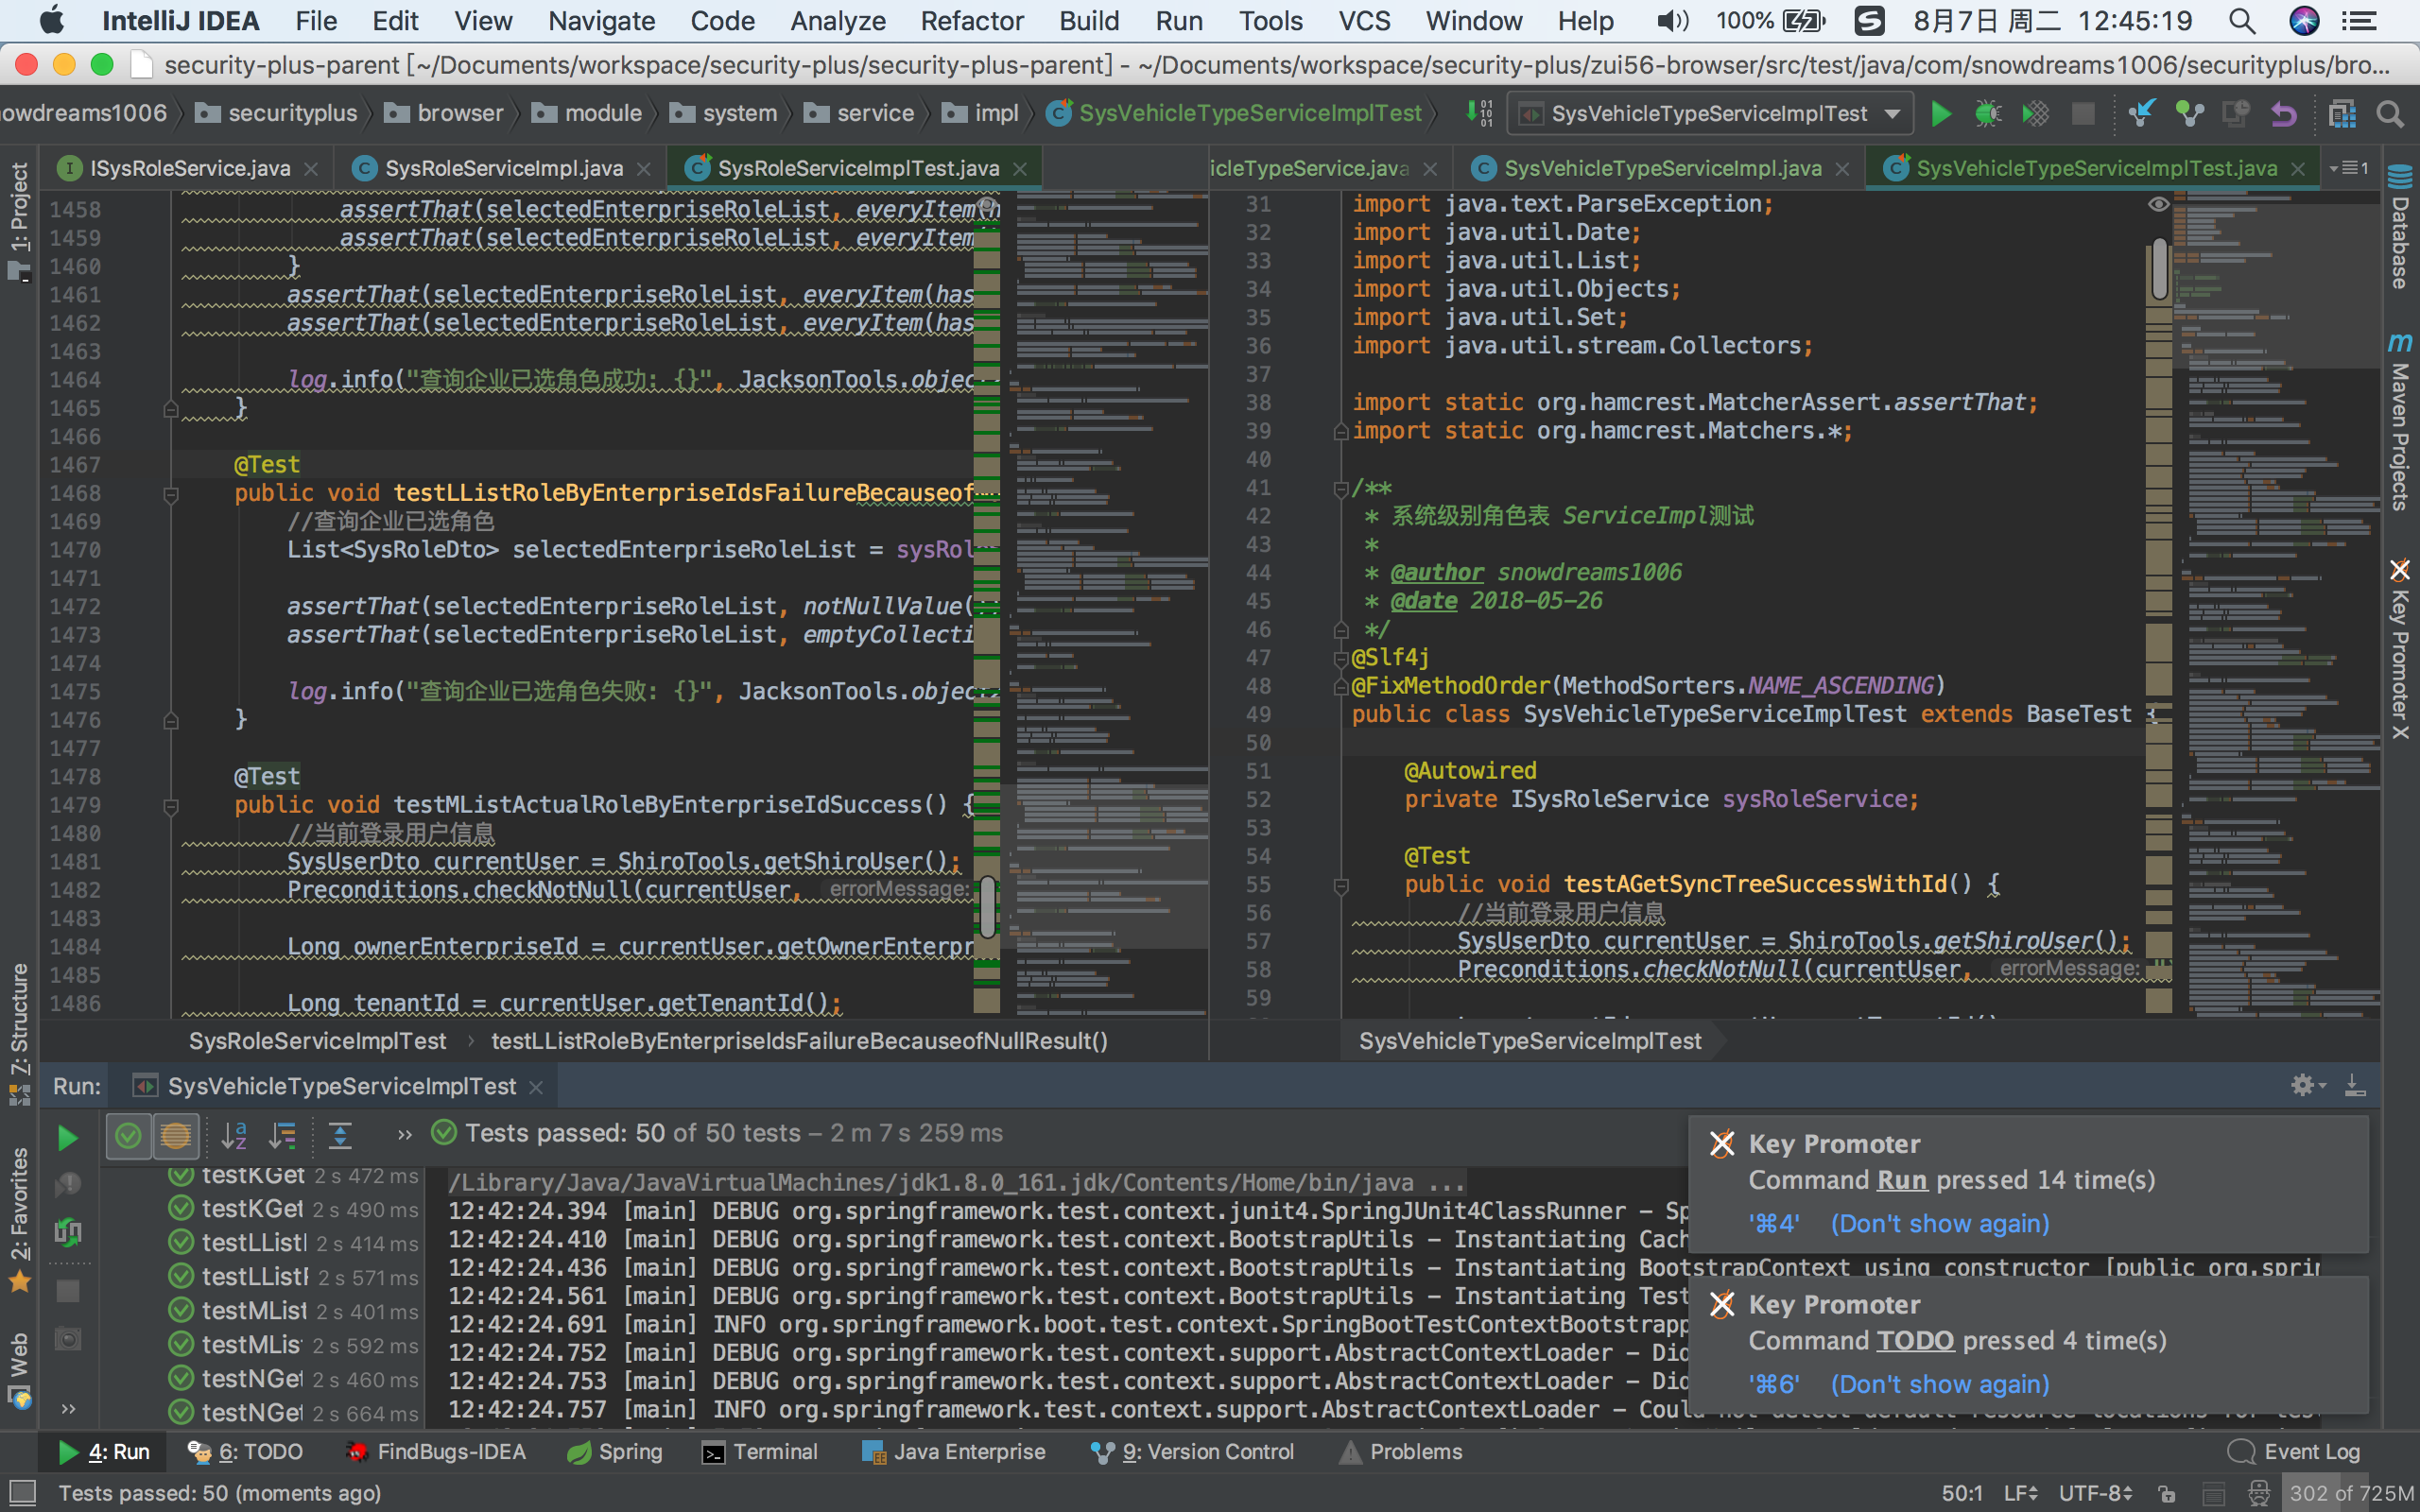 IntelliJ IDEA File Edit View Navigate Code Analyze Refactor Build Run Tools VCS Window Help 100% 8月7日 周二 12:45:19
security-plus-parent [~/Documents/workspace/security-plus/security-plus-parent] - ~/Documents/workspace/security-plus/zui56-browser/src/test/java/com/snowdreams1006/securityplus/bro...
owdreams1006 securityplus browser module system service impl SysVehicleTypeServiceImplTest SysVehicleTypeServiceImplTest
ISysRoleService.java SysRoleServiceImpl.java SysRoleServiceImplTest.java icleTypeService.java SysVehicleTypeServiceImpl.java SysVehicleTypeServiceImplTest.java 1
1: Project
7: Structure
2: Favorites
Web
1458 assertThat(selectedEnterpriseRoleList, everyItem(h
1459 assertThat(selectedEnterpriseRoleList, everyItem(
1460 }
1461 assertThat(selectedEnterpriseRoleList, everyItem(has
1462 assertThat(selectedEnterpriseRoleList, everyItem(has
1463
1464 log.info("查询企业已选角色成功: {}", JacksonTools.objec
1465 }
1466
1467 @Test
1468 public void testLListRoleByEnterpriseIdsFailureBecauseof
1469 //查询企业已选角色
1470 List<SysRoleDto> selectedEnterpriseRoleList = sysRol
1471
1472 assertThat(selectedEnterpriseRoleList, notNullValue(
1473 assertThat(selectedEnterpriseRoleList, emptyCollecti
1474
1475 log.info("查询企业已选角色失败: {}", JacksonTools.objec
1476 }
1477
1478 @Test
1479 public void testMListActualRoleByEnterpriseIdSuccess() {
1480 //当前登录用户信息
1481 SysUserDto currentUser = ShiroTools.getShiroUser();
1482 Preconditions.checkNotNull(currentUser, errorMessage:
1483
1484 Long ownerEnterpriseId = currentUser.getOwnerEnterpr
1485
1486 Long tenantId = currentUser.getTenantId();
SysRoleServiceImplTest › testLListRoleByEnterpriseIdsFailureBecauseofNullResult()
31 import java.text.ParseException;
32 import java.util.Date;
33 import java.util.List;
34 import java.util.Objects;
35 import java.util.Set;
36 import java.util.stream.Collectors;
37
38 import static org.hamcrest.MatcherAssert.assertThat;
39 import static org.hamcrest.Matchers.*;
40
41 /**
42 * 系统级别角色表 ServiceImpl测试
43 *
44 * @author snowdreams1006
45 * @date 2018-05-26
46 */
47 @Slf4j
48 @FixMethodOrder(MethodSorters.NAME_ASCENDING)
49 public class SysVehicleTypeServiceImplTest extends BaseTest {
50
51 @Autowired
52 private ISysRoleService sysRoleService;
53
54 @Test
55 public void testAGetSyncTreeSuccessWithId() {
56 //当前登录用户信息
57 SysUserDto currentUser = ShiroTools.getShiroUser();
58 Preconditions.checkNotNull(currentUser, errorMessage: "
59
SysVehicleTypeServiceImplTest
Database
Maven Projects
Key Promoter X
Run: SysVehicleTypeServiceImplTest
Tests passed: 50 of 50 tests – 2 m 7 s 259 ms
testKGet 2 s 472 ms
testKGet 2 s 490 ms
testLListI 2 s 414 ms
testLListF 2 s 571 ms
testMList 2 s 401 ms
testMLis 2 s 592 ms
testNGet 2 s 460 ms
testNGet 2 s 664 ms
/Library/Java/JavaVirtualMachines/jdk1.8.0_161.jdk/Contents/Home/bin/java ...
12:42:24.394 [main] DEBUG org.springframework.test.context.junit4.SpringJUnit4ClassRunner - Sp
12:42:24.410 [main] DEBUG org.springframework.test.context.BootstrapUtils - Instantiating Cach
12:42:24.436 [main] DEBUG org.springframework.test.context.BootstrapUtils - Instantiating BootstrapContext using constructor [public org.sprin
12:42:24.561 [main] DEBUG org.springframework.test.context.BootstrapUtils - Instantiating Test
12:42:24.691 [main] INFO org.springframework.boot.test.context.SpringBootTestContextBootstrapp
12:42:24.752 [main] DEBUG org.springframework.test.context.support.AbstractContextLoader - Did
12:42:24.753 [main] DEBUG org.springframework.test.context.support.AbstractContextLoader - Did
12:42:24.757 [main] INFO org.springframework.test.context.support.AbstractContextLoader - Could not detect default resource locations for tes
Key Promoter
Command Run pressed 14 time(s)
'⌘4' (Don't show again)
Key Promoter
Command TODO pressed 4 time(s)
'⌘6' (Don't show again)
4: Run 6: TODO FindBugs-IDEA Spring Terminal Java Enterprise 9: Version Control Problems Event Log
Tests passed: 50 (moments ago) 50:1 LF UTF-8 302 of 725M